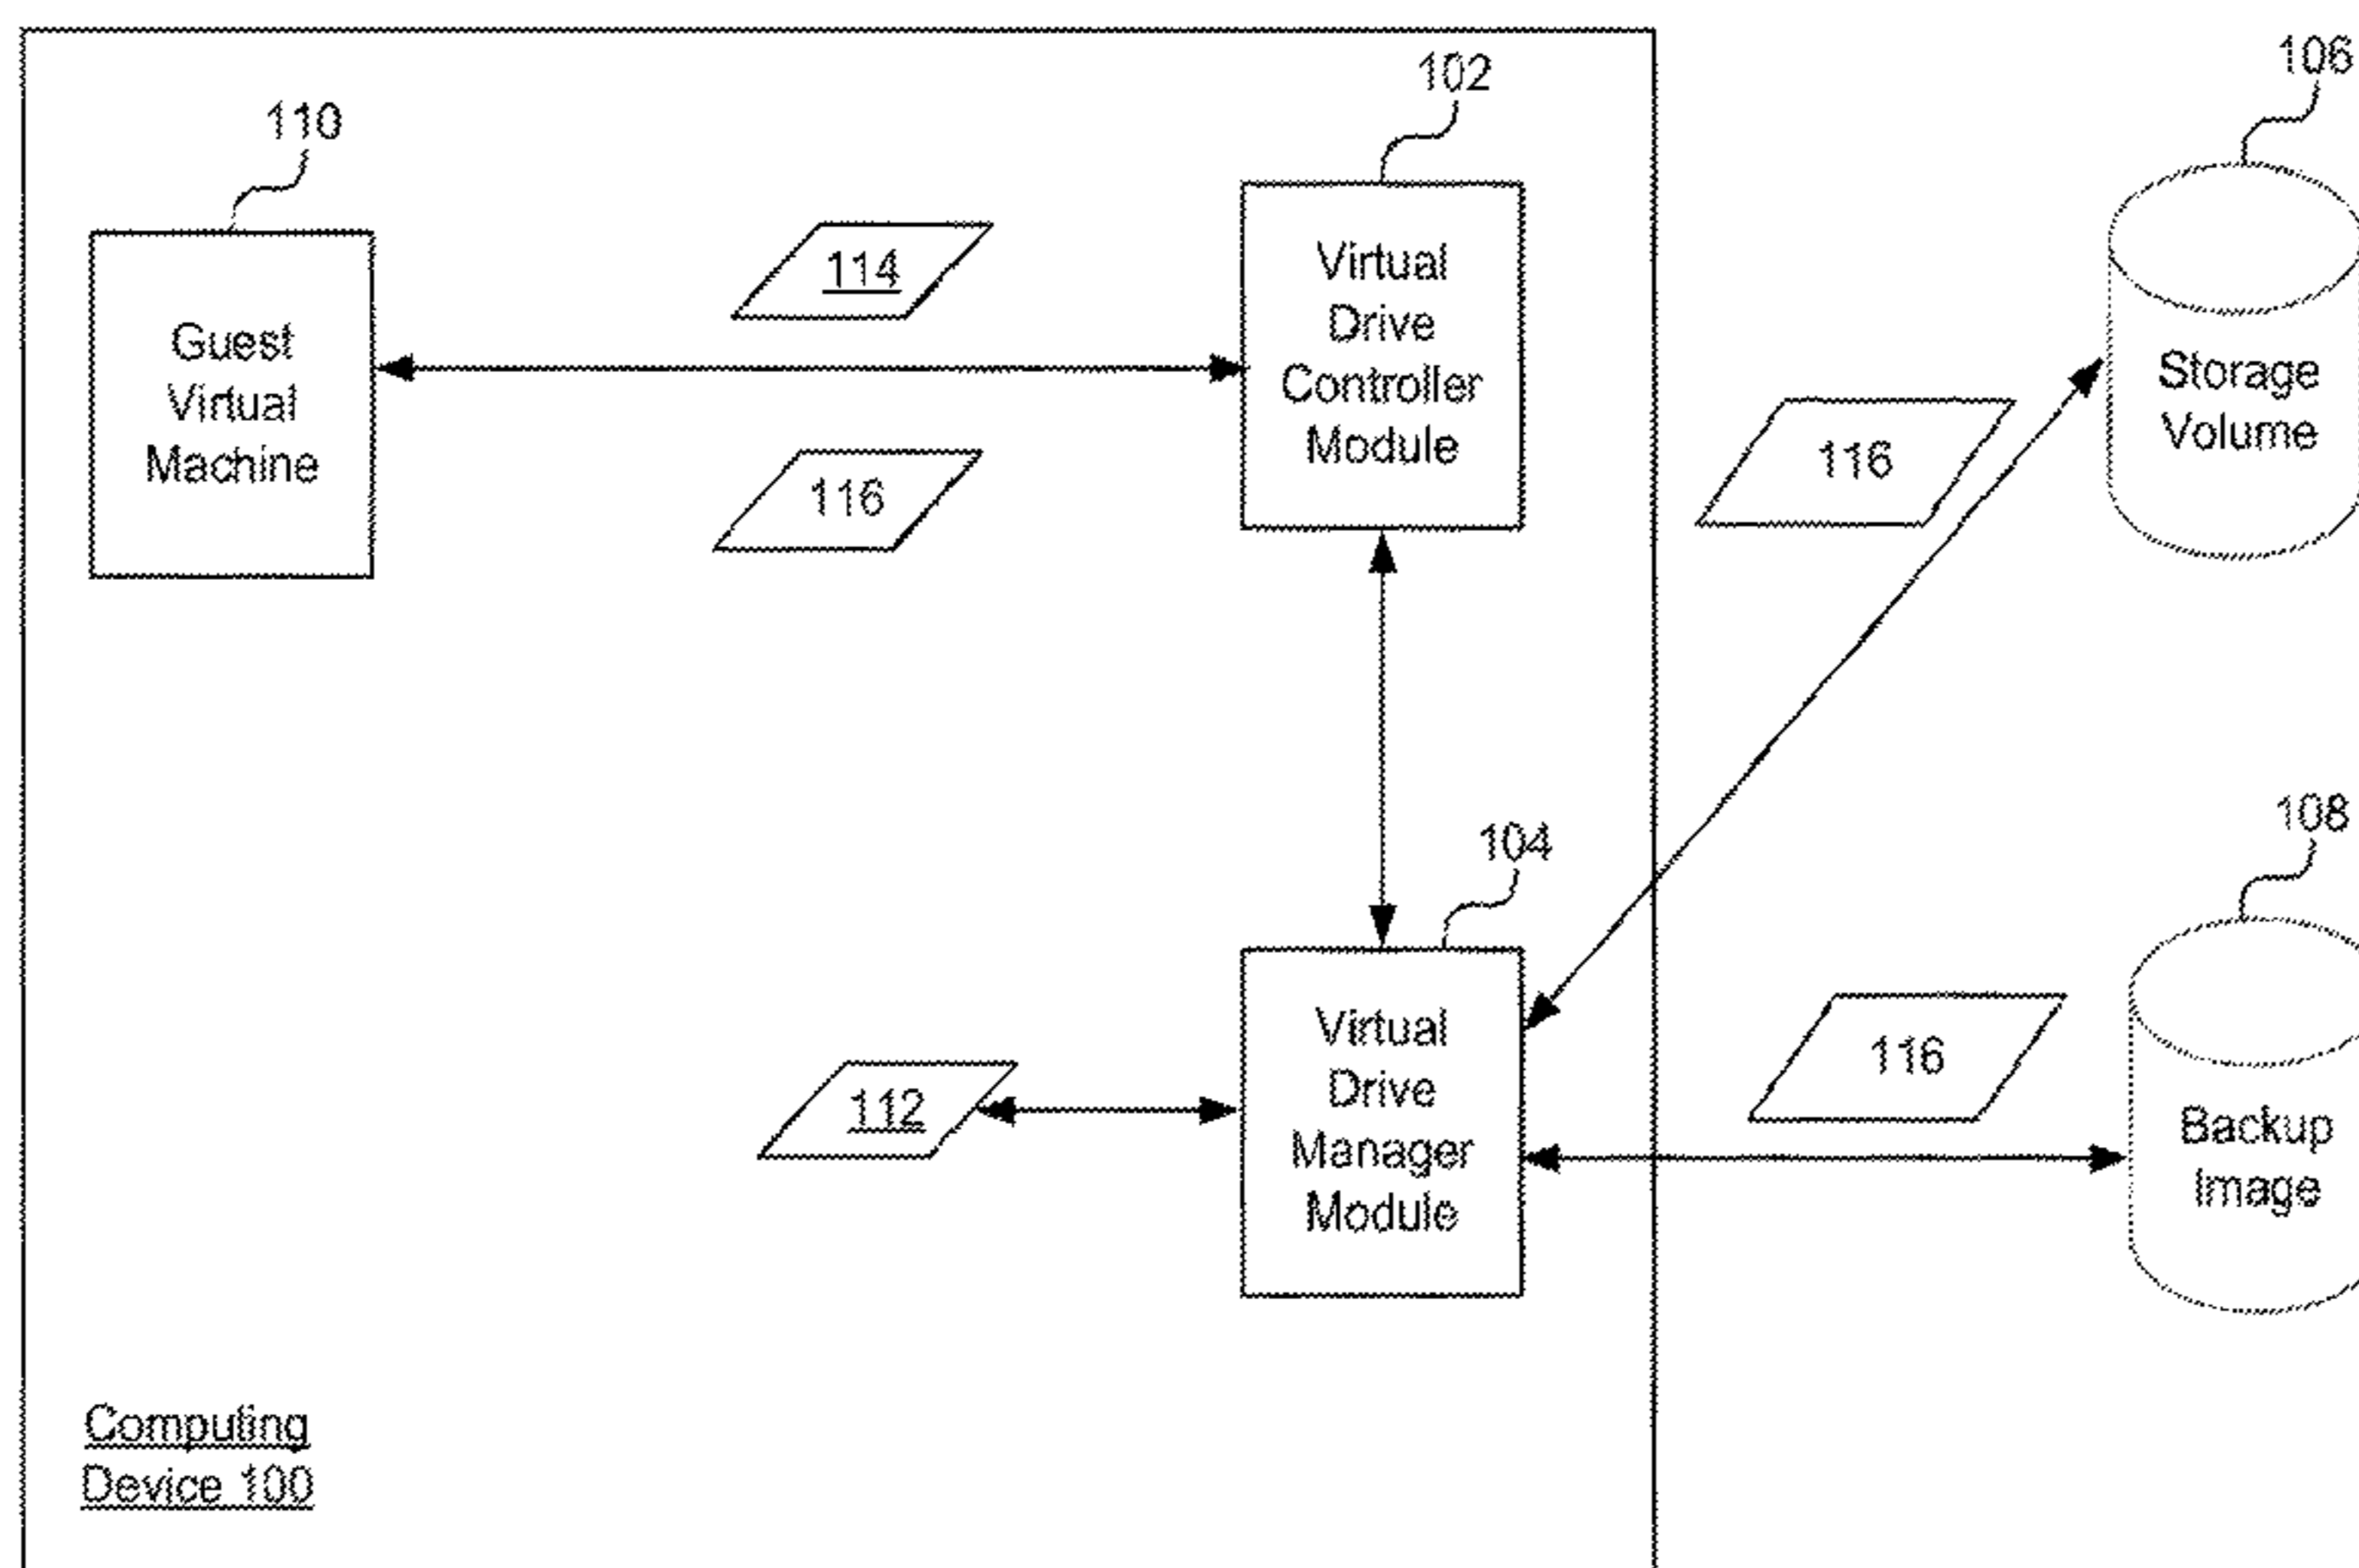 106
102
110
114
Virtual
Drive
Controller
Module
Guest
Virtual
Machine
Storage
Volume
116
116
108
104
Virtual
Drive
Manager
Module
112
116
Backup
Image
Computing
Device 100